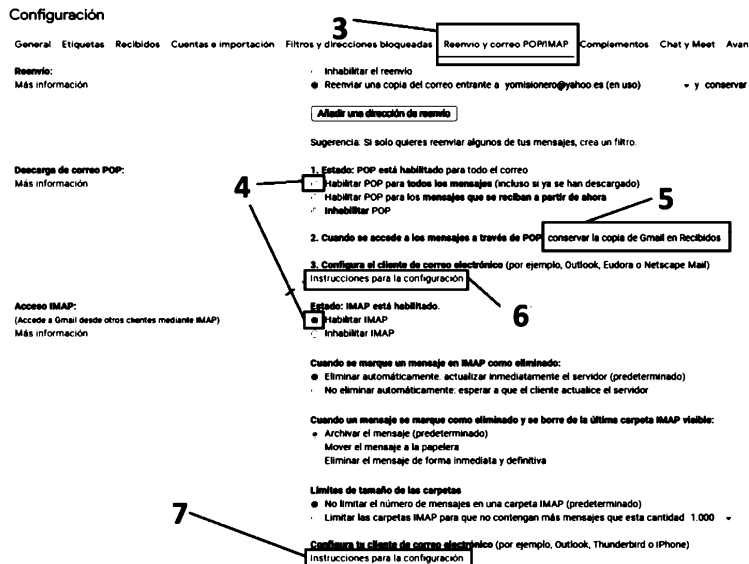 Configuración
3
General Etiquetas Recibidos Cuentas e importación Filtros y direcciones bloqueadas Reenvío y correo POP/IMAP Complementos Chat y Meet Avan
Reenvío:
Más información
Inhabilitar el reenvío
Reenviar una copia del correo entrante a yomisionero@yahoo es (en uso) y conservar
Añadir una dirección de reenvío
Sugerencia. Si solo quieres reenviar algunos de tus mensajes, crea un filtro.
Descarga de correo POP:
Más información
4
1. Estado: POP está habilitado para todo el correo
Habilitar POP para todos los mensajes (incluso si ya se han descargado)
Habilitar POP para los mensajes que se reciban a partir de ahora
Inhabilitar POP
5
2. Cuando se accede a los mensajes a través de POP conservar la copia de Gmail en Recibidos
3. Configura el cliente de correo electrónico (por ejemplo, Outlook, Eudora o Netscape Mail)
Instrucciones para la configuración
6
Acceso IMAP:
(Accede a Gmail desde otros clientes mediante IMAP)
Más información
Estado: IMAP está habilitado.
Habilitar IMAP
Inhabilitar IMAP
Cuando se marque un mensaje en IMAP como eliminado:
Eliminar automáticamente. actualizar inmediatamente el servidor (predeterminado)
No eliminar automáticamente: esperar a que el cliente actualice el servidor
Cuando un mensaje se marque como eliminado y se borre de la última carpeta IMAP visible:
Archivar el mensaje (predeterminado)
Mover el mensaje a la papelera
Eliminar el mensaje de forma inmediata y definitiva
Límites de tamaño de las carpetas
No limitar el número de mensajes en una carpeta IMAP (predeterminado)
Limitar las carpetas IMAP para que no contengan más mensajes que esta cantidad 1.000
7
Configura tu cliente de correo electrónico (por ejemplo, Outlook, Thunderbird o iPhone)
Instrucciones para la configuración